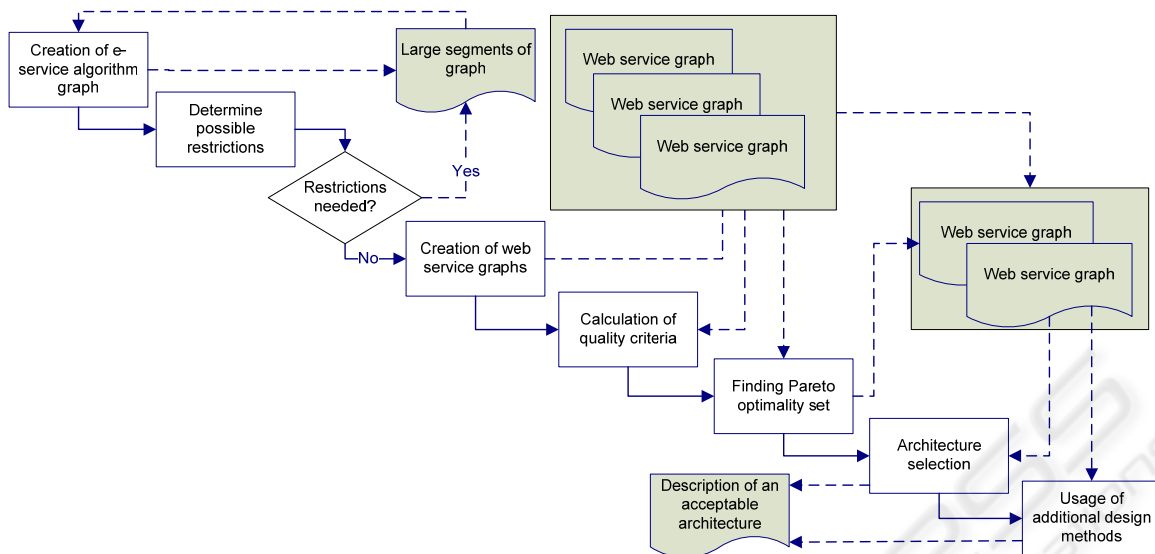 Creation of e-
service algorithm
graph
Large segments of
graph
Web service graph
Web service graph
Web service graph
Determine
possible
restrictions
Yes
Restrictions
needed?
No
Creation of web
service graphs
Web service graph
Web service graph
Calculation of
quality criteria
Finding Pareto
optimality set
Architecture
selection
Description of an
acceptable
architecture
Usage of
additional design
methods